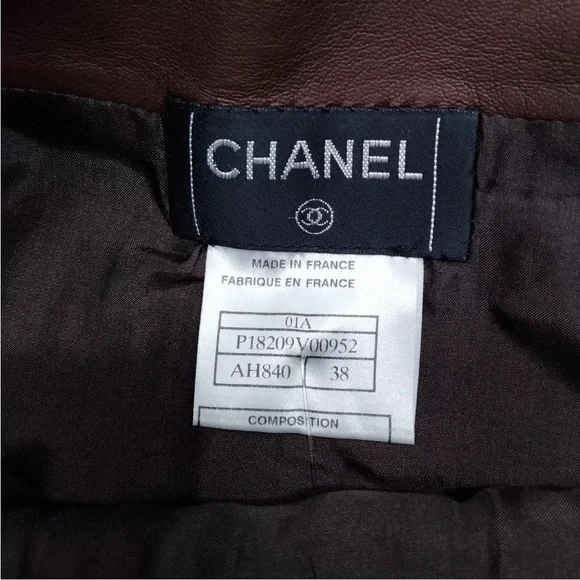 CHANEL
MADE IN FRANCE
FABRIQUE EN FRANCE
01A
P18209V00952
AH840 38
COMPOSITION